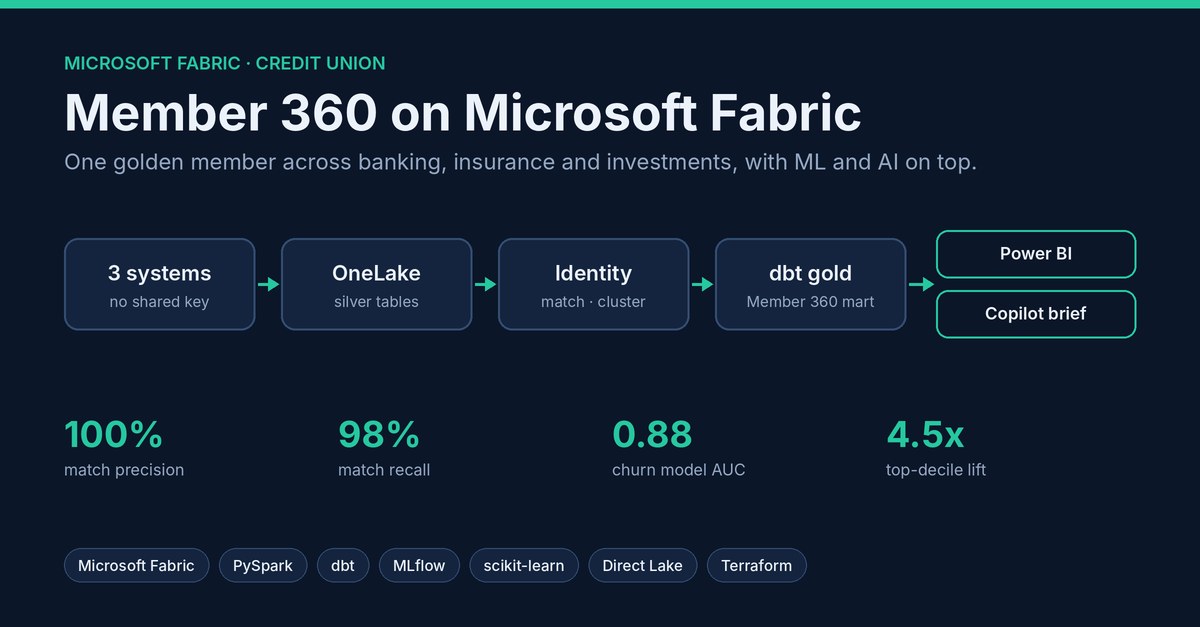 MICROSOFT FABRIC · CREDIT UNION
Member 360 on Microsoft Fabric
One golden member across banking, insurance and investments, with ML and AI on top.
3 systems
no shared key
OneLake
silver tables
Identity
match · cluster
dbt gold
Member 360 mart
Power BI
Copilot brief
100%
match precision
98%
match recall
0.88
churn model AUC
4.5x
top-decile lift
Microsoft Fabric
PySpark
dbt
MLflow
scikit-learn
Direct Lake
Terraform